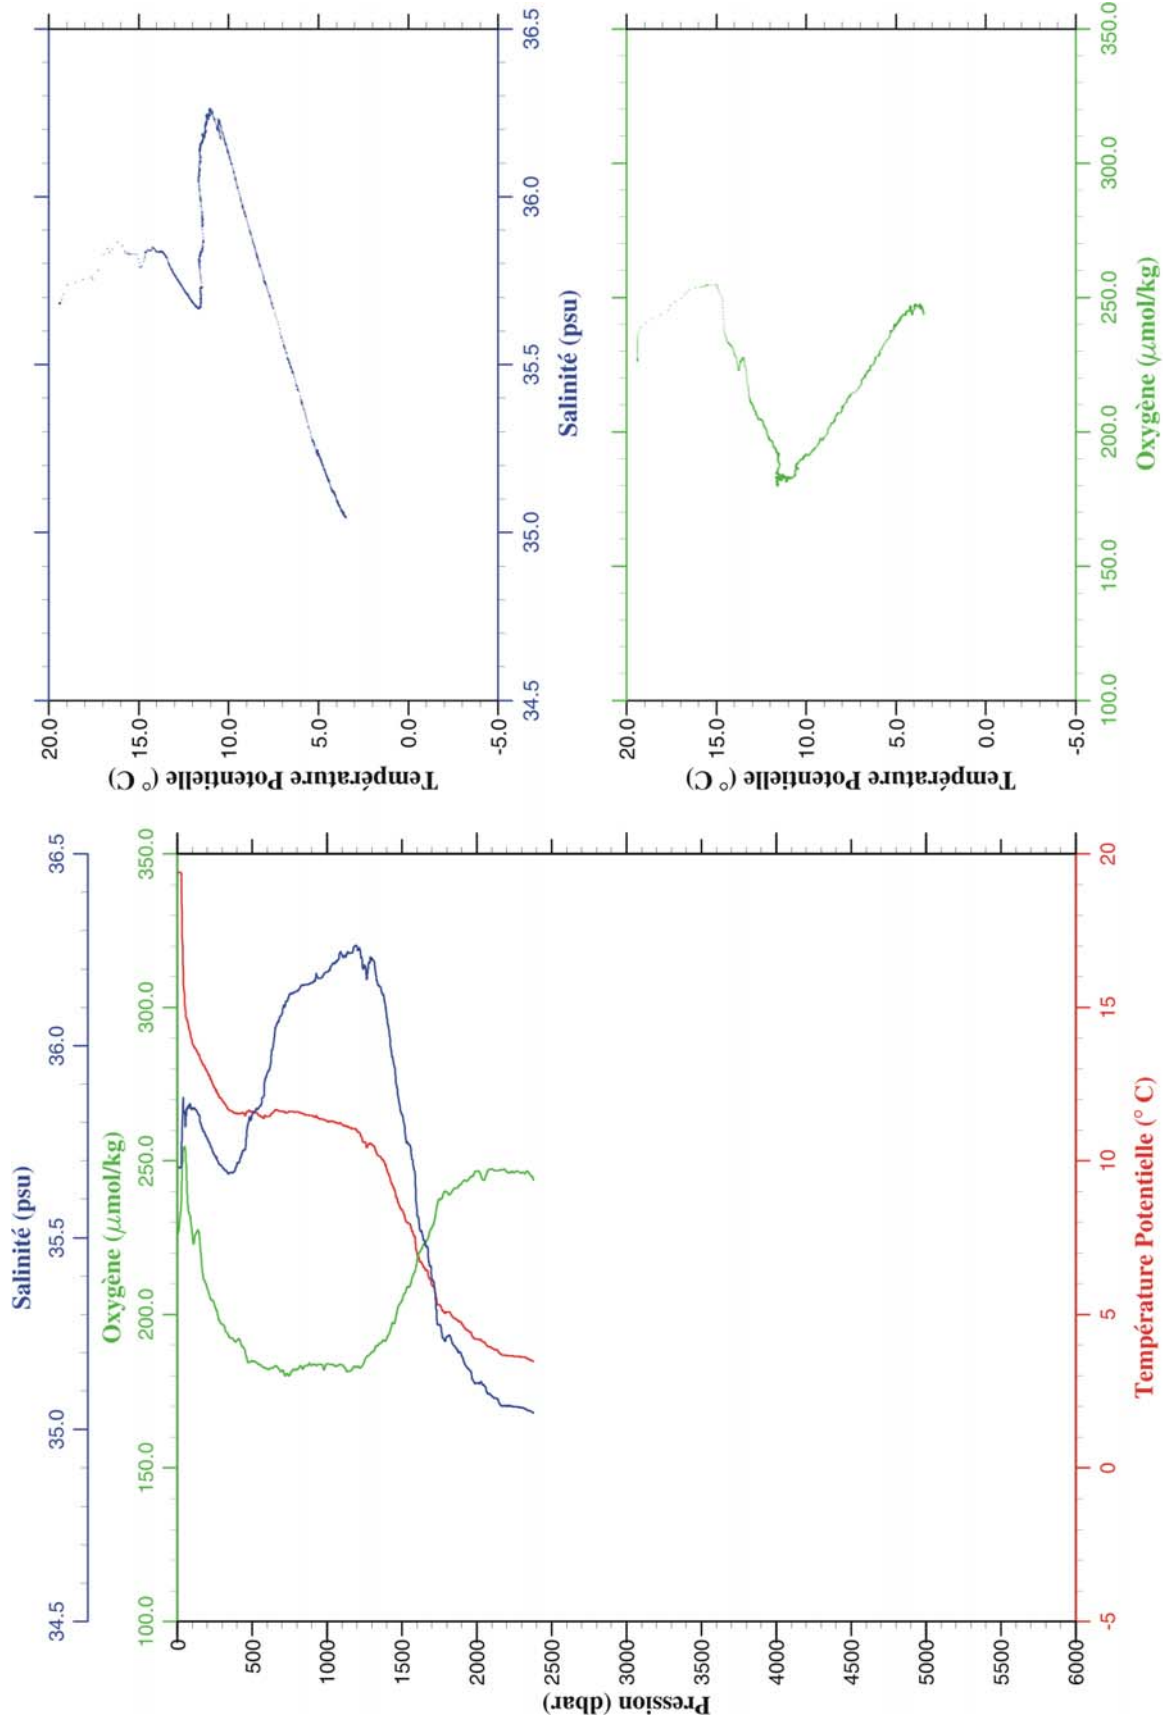 Salinité (psu)
34.5 35.0 35.5 36.0 36.5
Oxygène (μmol/kg)
100.0 150.0 200.0 250.0 300.0 350.0
Pression (dbar)
0
500
1000
1500
2000
2500
3000
3500
4000
4500
5000
5500
6000
-5 0 5 10 15 20
Température Potentielle (° C)
Température Potentielle (° C)
20.0
15.0
10.0
5.0
0.0
-5.0
34.5 35.0 35.5 36.0 36.5
Salinité (psu)
Température Potentielle (° C)
20.0
15.0
10.0
5.0
0.0
-5.0
100.0 150.0 200.0 250.0 300.0 350.0
Oxygène (μmol/kg)